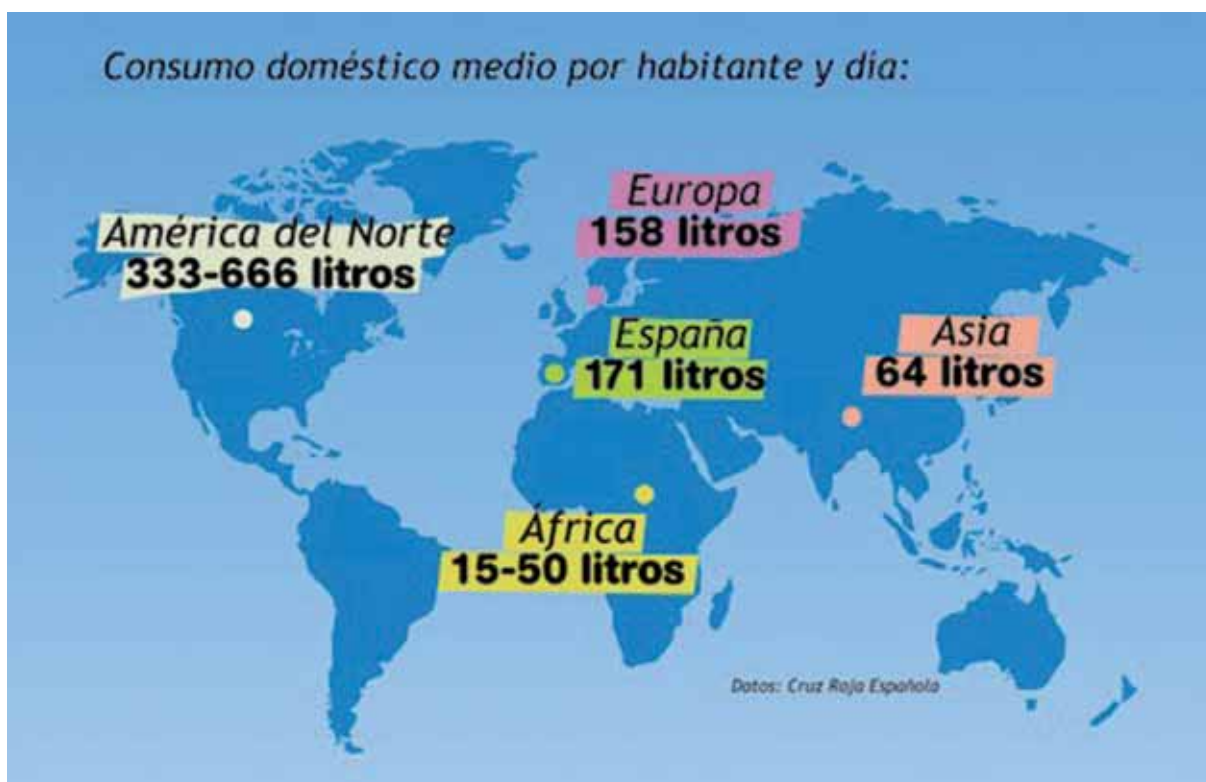 Consumo doméstico medio por habitante y día:
Europa
158 litros
América del Norte
333-666 litros
España
171 litros
Asia
64 litros
África
15-50 litros
Datos: Cruz Roja Española